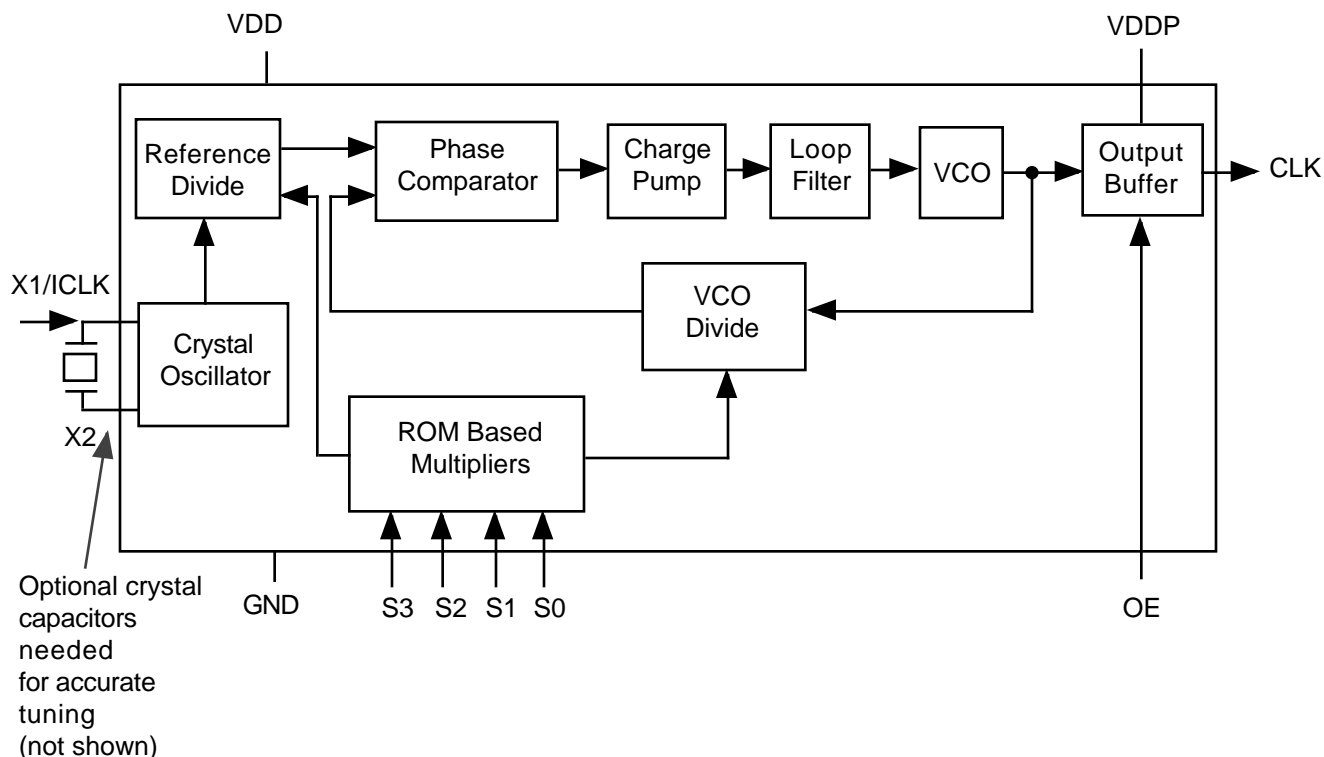 VDD
VDDP
Reference
Divide
Phase
Comparator
Charge
Pump
Loop
Filter
VCO
Output
Buffer
CLK
X1/ICLK
Crystal
Oscillator
X2
VCO
Divide
ROM Based
Multipliers
Optional crystal
capacitors
needed
for accurate
tuning
(not shown)
GND
S3
S2
S1
S0
OE